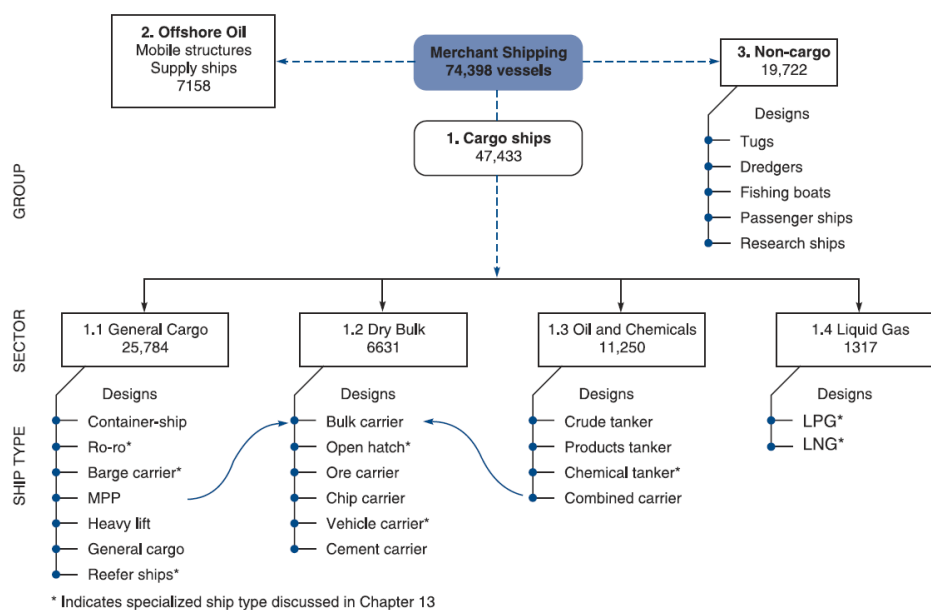 2. Offshore Oil
Mobile structures
Supply ships
7158
Merchant Shipping
74,398 vessels
3. Non-cargo
19,722
1. Cargo ships
47,433
Designs
Tugs
Dredgers
Fishing boats
Passenger ships
Research ships
GROUP
1.1 General Cargo
25,784
1.2 Dry Bulk
6631
1.3 Oil and Chemicals
11,250
1.4 Liquid Gas
1317
SECTOR
Designs
Container-ship
Ro-ro*
Barge carrier*
MPP
Heavy lift
General cargo
Reefer ships*
Designs
Bulk carrier
Open hatch*
Ore carrier
Chip carrier
Vehicle carrier*
Cement carrier
Designs
Crude tanker
Products tanker
Chemical tanker*
Combined carrier
Designs
LPG*
LNG*
SHIP TYPE
* Indicates specialized ship type discussed in Chapter 13